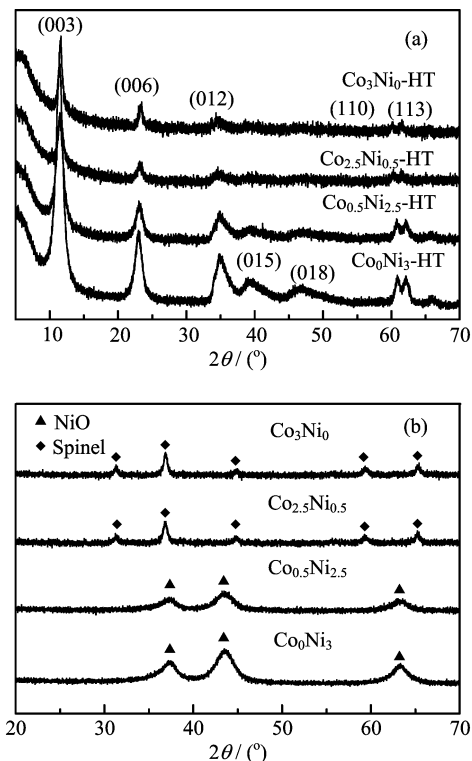 (003)
(a)
(006)
(012)
Co₃Ni₀-HT
(110)
(113)
Co₂.₅Ni₀.₅-HT
Co₀.₅Ni₂.₅-HT
(015)
(018)
Co₀Ni₃-HT
10 20 30 40 50 60 70
2θ / (º)
▲ NiO
(b)
◆ Spinel
Co₃Ni₀
Co₂.₅Ni₀.₅
Co₀.₅Ni₂.₅
Co₀Ni₃
20 30 40 50 60 70
2θ / (º)